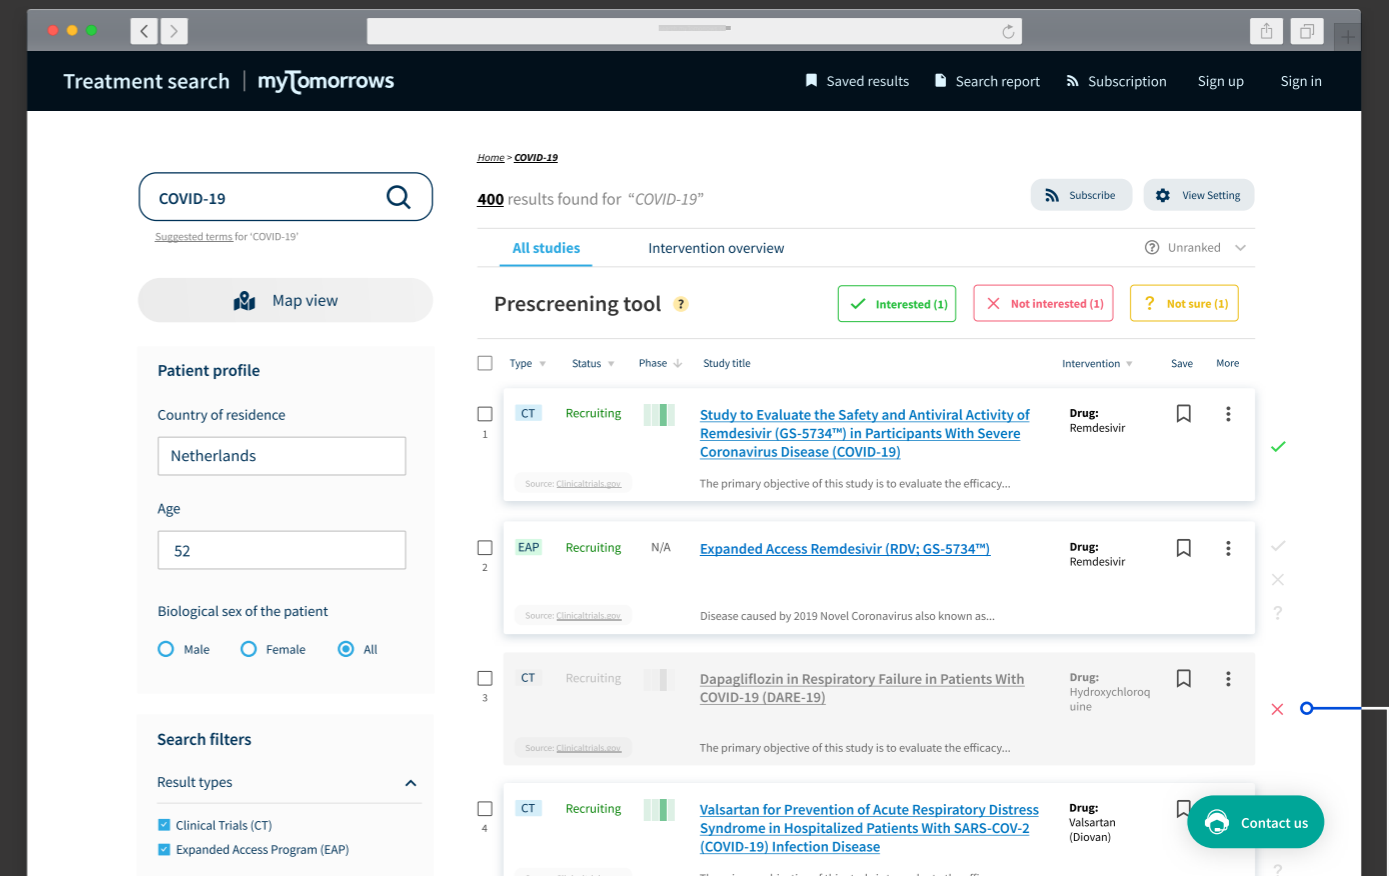 Treatment search | myTomorrows
Saved results
Search report
Subscription
Sign up
Sign in
Home > COVID-19
COVID-19
400 results found for “COVID-19”
Subscribe
View Setting
Suggested terms for ‘COVID-19’
All studies
Intervention overview
? Unranked
Map view
Prescreening tool ?
Interested (1)
Not interested (1)
? Not sure (1)
Patient profile
Country of residence
Netherlands
Age
52
Biological sex of the patient
Male
Female
All
Search filters
Result types
Clinical Trials (CT)
Expanded Access Program (EAP)
Type
Status
Phase
Study title
Intervention
Save
More
1
CT
Recruiting
Study to Evaluate the Safety and Antiviral Activity of
Remdesivir (GS-5734™) in Participants With Severe
Coronavirus Disease (COVID-19)
Drug:
Remdesivir
Source: Clinicaltrials.gov
The primary objective of this study is to evaluate the efficacy...
2
EAP
Recruiting
N/A
Expanded Access Remdesivir (RDV; GS-5734™)
Drug:
Remdesivir
?
Source: Clinicaltrials.gov
Disease caused by 2019 Novel Coronavirus also known as...
3
CT
Recruiting
Dapagliflozin in Respiratory Failure in Patients With
COVID-19 (DARE-19)
Drug:
Hydroxychloroq
uine
Source: Clinicaltrials.gov
The primary objective of this study is to evaluate the efficacy...
4
CT
Recruiting
Valsartan for Prevention of Acute Respiratory Distress
Syndrome in Hospitalized Patients With SARS-COV-2
(COVID-19) Infection Disease
Drug:
Valsartan
(Diovan)
Contact us
?